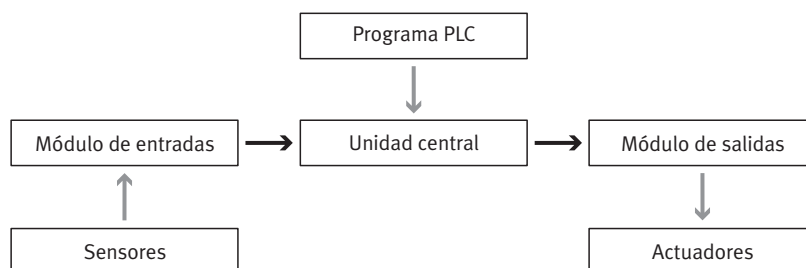 Programa PLC
Módulo de entradas
Unidad central
Módulo de salidas
Sensores
Actuadores